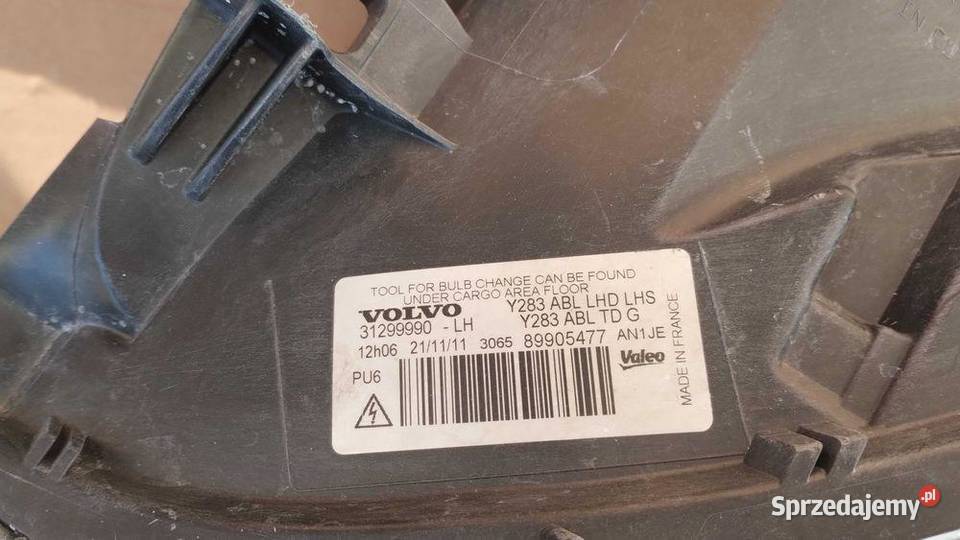 TOOL FOR BULB CHANGE CAN BE FOUND
UNDER CARGO AREA FLOOR
VOLVO Y283 ABL LHD LHS
31299990 - LH Y283 ABL TD G
12h06 21/11/11 3065 89905477 AN1JE
PU6
Valeo
MADE IN FRANCE
Sprzedajemy.pl